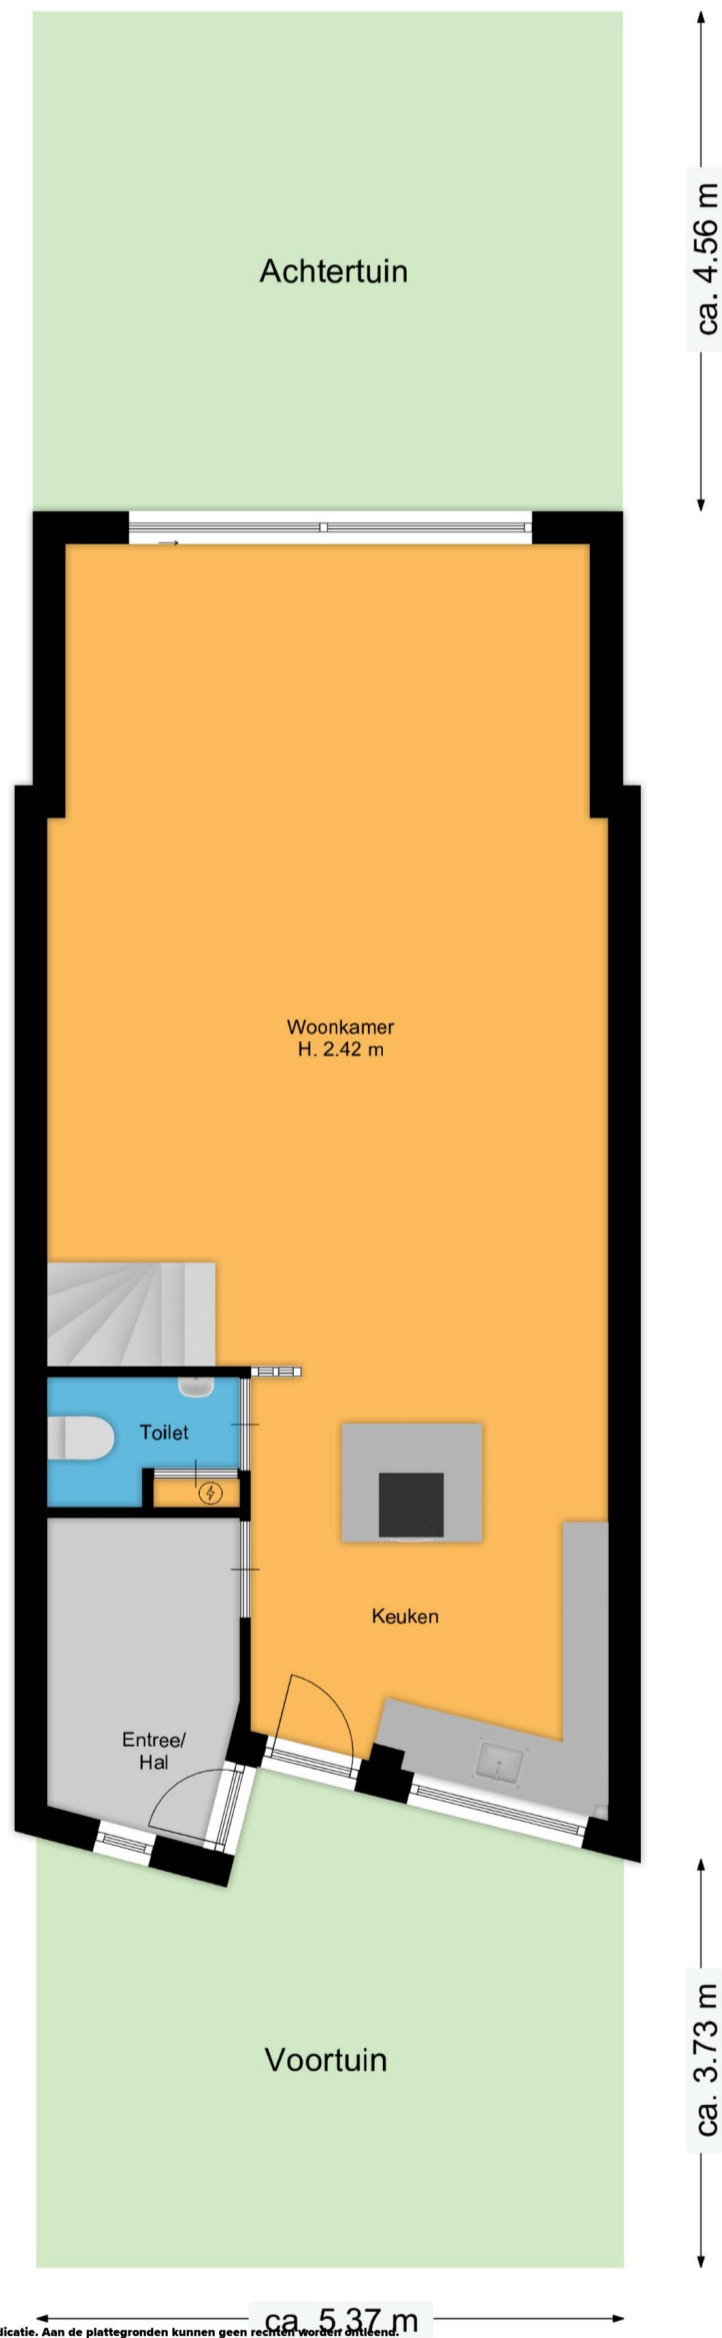 Achtertuin
ca. 4.56 m
Woonkamer
H. 2.42 m
Toilet
Keuken
Entree/
Hal
Voortuin
ca. 3.73 m
ca. 5.37 m
dicatie. Aan de plattegronden kunnen geen rechten worden ontleend.